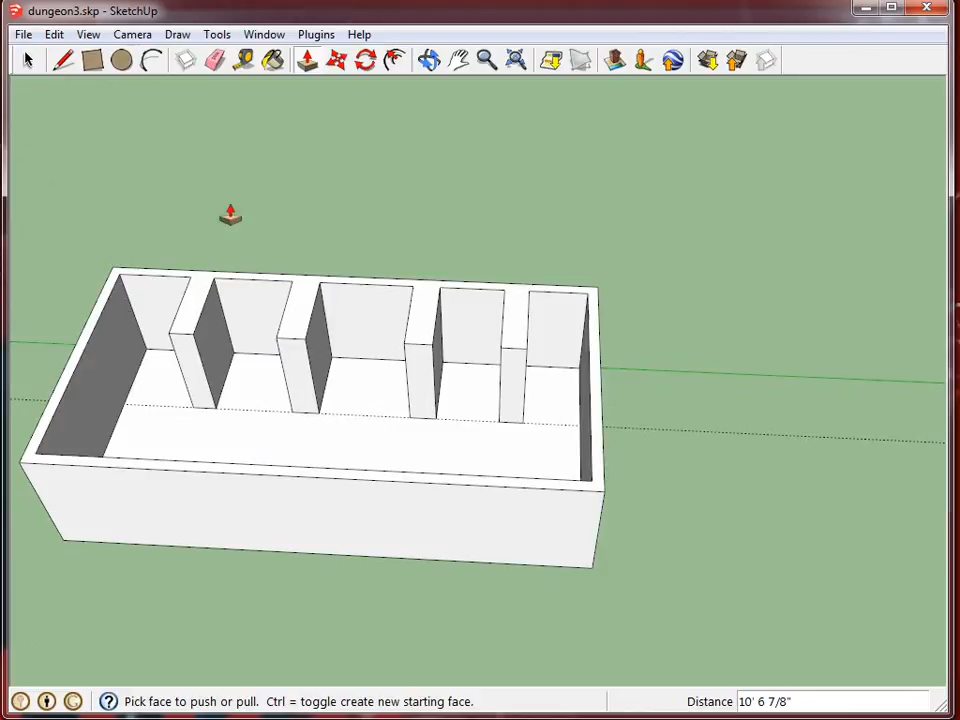 dungeon3.skp - SketchUp
File Edit View Camera Draw Tools Window Plugins Help
Pick face to push or pull. Ctrl = toggle create new starting face.
Distance 10' 6 7/8"